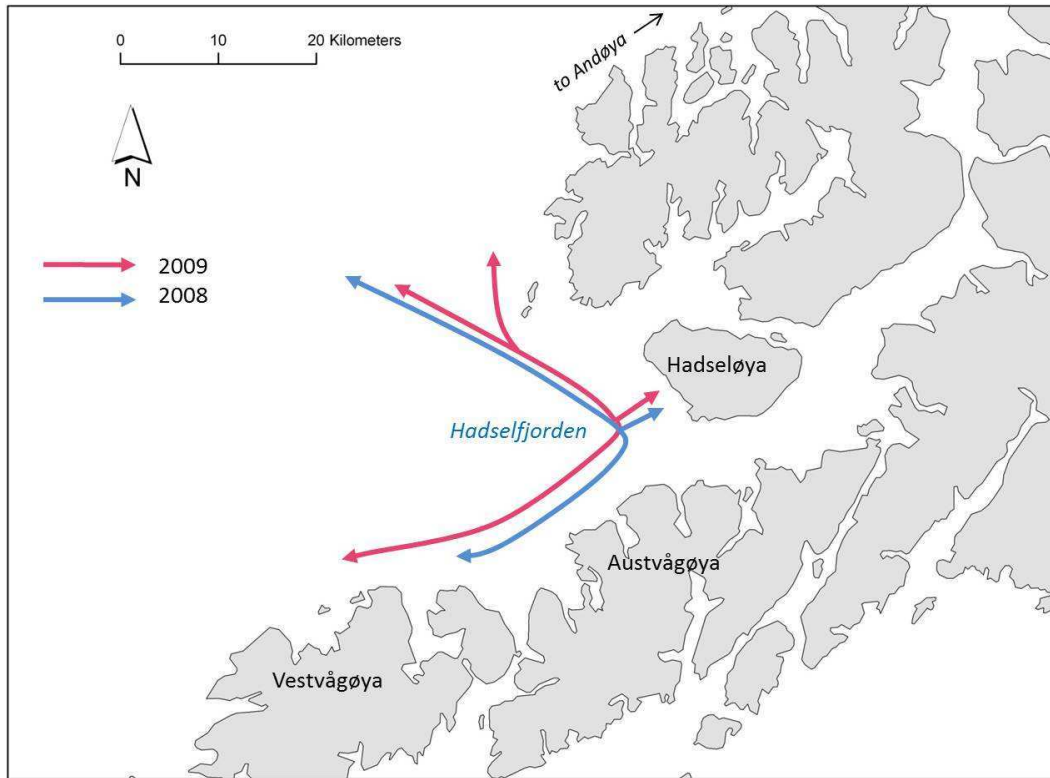 0 10 20 Kilometers
to Andøya
N
2009
2008
Hadseløya
Hadselfjorden
Austvågøya
Vestvågøya